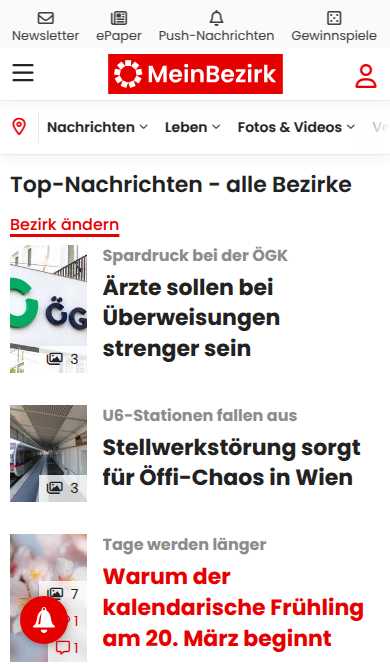 Newsletter ePaper Push-Nachrichten Gewinnspiele
MeinBezirk
Nachrichten Leben Fotos & Videos
Top-Nachrichten - alle Bezirke
Bezirk ändern
Spardruck bei der ÖGK
Ärzte sollen bei
Überweisungen
strenger sein
ÖG
3
U6-Stationen fallen aus
Stellwerkstörung sorgt
für Öffi-Chaos in Wien
3
Tage werden länger
Warum der
kalendarische Frühling
am 20. März beginnt
7
1
1